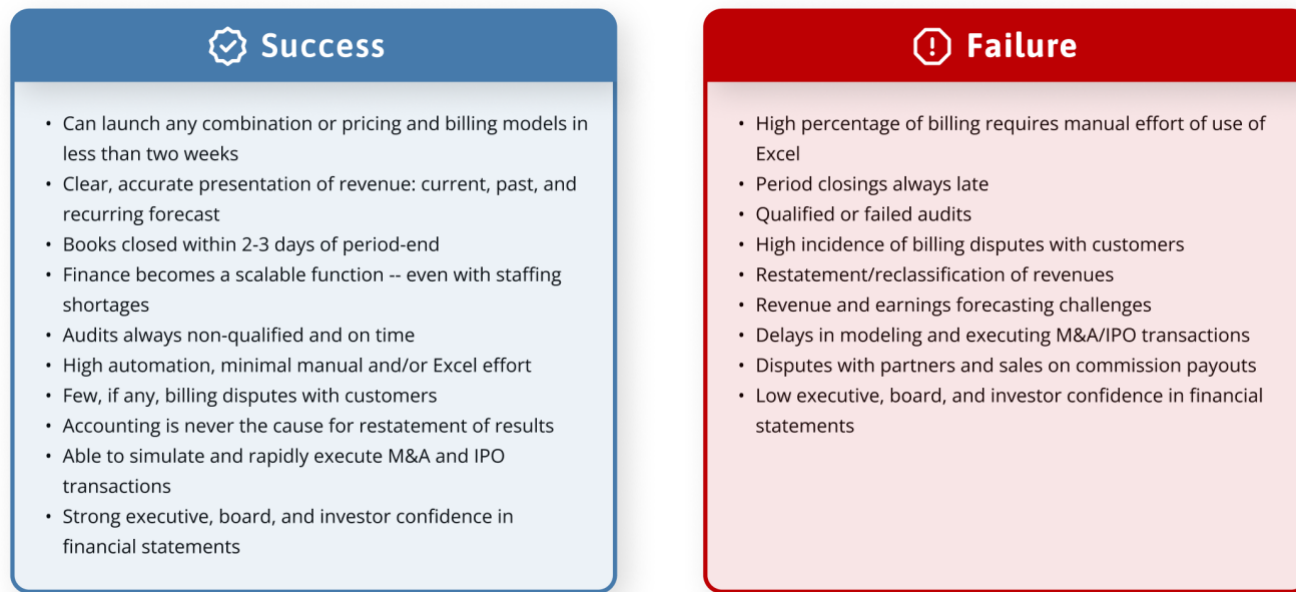 Success
• Can launch any combination or pricing and billing models in
less than two weeks
• Clear, accurate presentation of revenue: current, past, and
recurring forecast
• Books closed within 2-3 days of period-end
• Finance becomes a scalable function -- even with staffing
shortages
• Audits always non-qualified and on time
• High automation, minimal manual and/or Excel effort
• Few, if any, billing disputes with customers
• Accounting is never the cause for restatement of results
• Able to simulate and rapidly execute M&A and IPO
transactions
• Strong executive, board, and investor confidence in
financial statements
Failure
• High percentage of billing requires manual effort of use of
Excel
• Period closings always late
• Qualified or failed audits
• High incidence of billing disputes with customers
• Restatement/reclassification of revenues
• Revenue and earnings forecasting challenges
• Delays in modeling and executing M&A/IPO transactions
• Disputes with partners and sales on commission payouts
• Low executive, board, and investor confidence in financial
statements